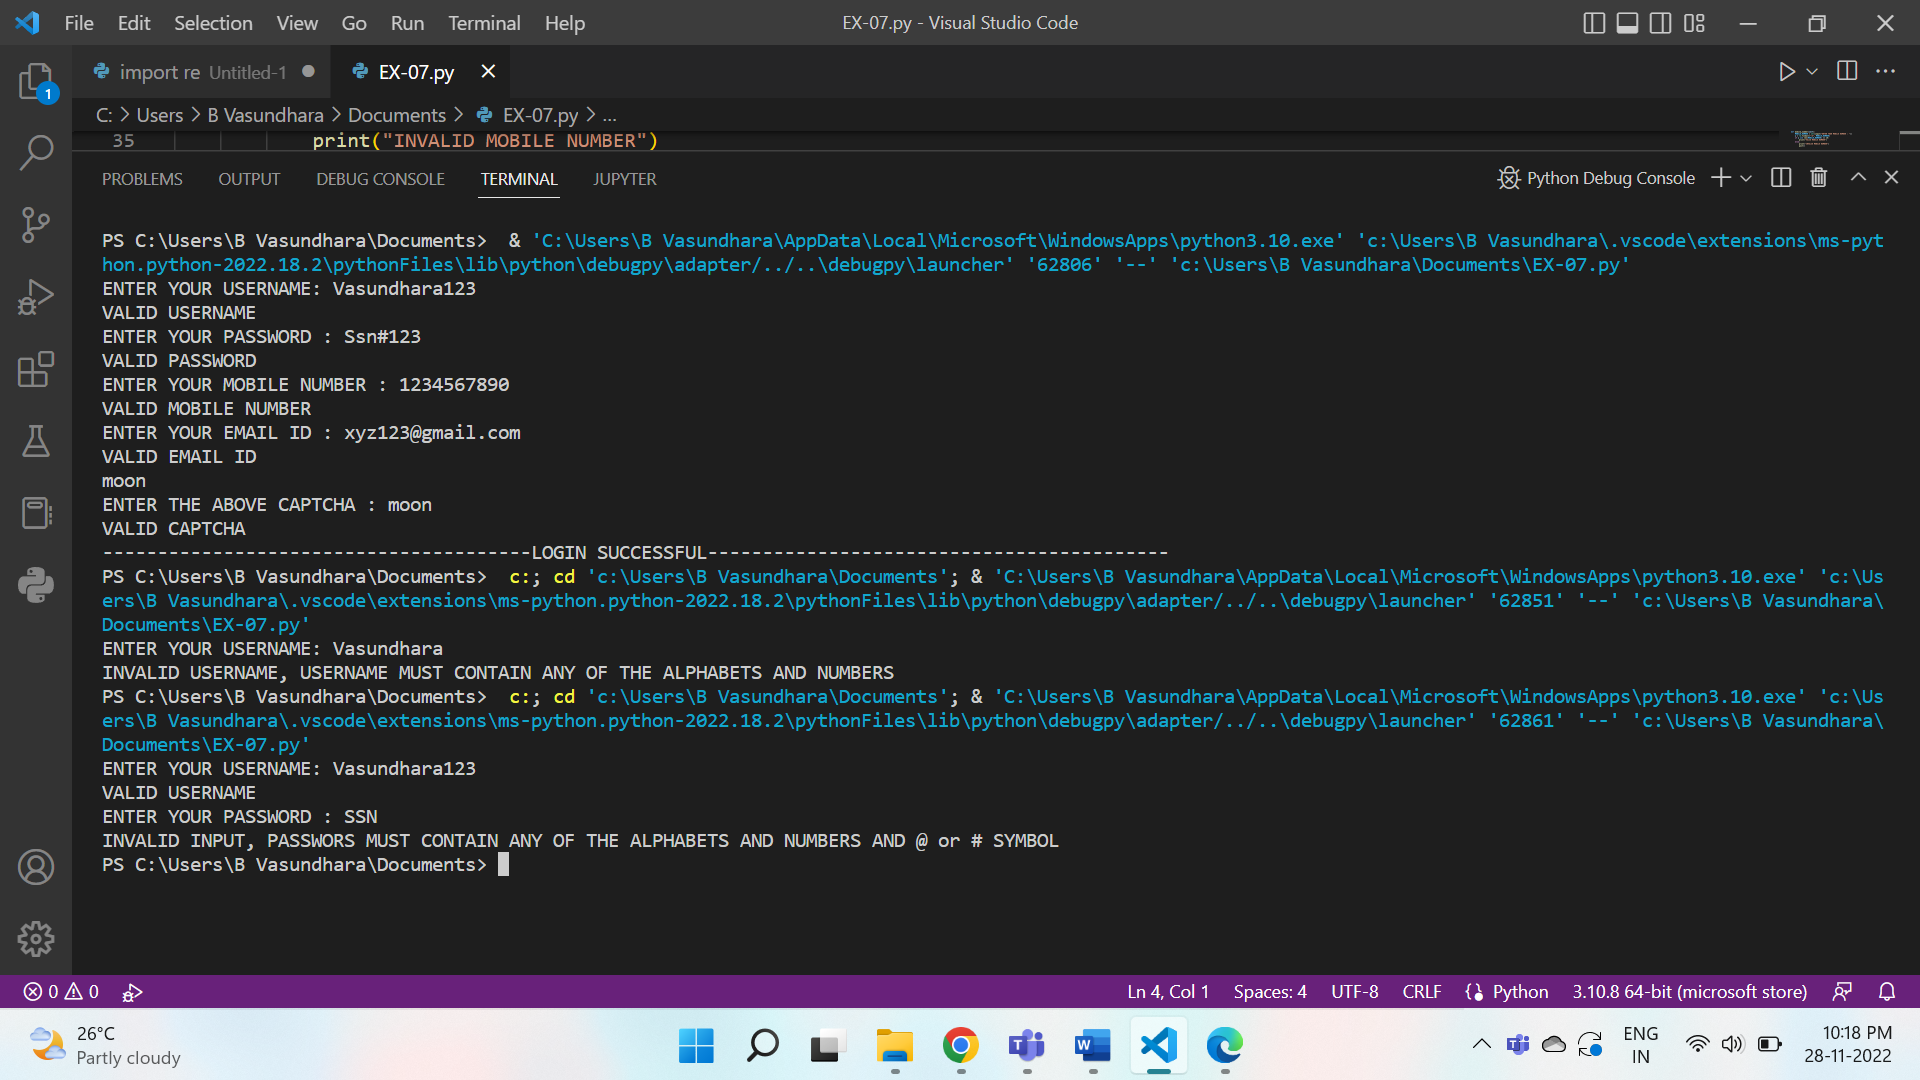 File Edit Selection View Go Run Terminal Help EX-07.py - Visual Studio Code
import re Untitled-1 EX-07.py
1
C: > Users > B Vasundhara > Documents > EX-07.py > ...
35 print("INVALID MOBILE NUMBER")
PROBLEMS OUTPUT DEBUG CONSOLE TERMINAL JUPYTER Python Debug Console
PS C:\Users\B Vasundhara\Documents>  & 'C:\Users\B Vasundhara\AppData\Local\Microsoft\WindowsApps\python3.10.exe' 'c:\Users\B Vasundhara\.vscode\extensions\ms-pyt
hon.python-2022.18.2\pythonFiles\lib\python\debugpy\adapter/../..\debugpy\launcher' '62806' '--' 'c:\Users\B Vasundhara\Documents\EX-07.py'
ENTER YOUR USERNAME: Vasundhara123
VALID USERNAME
ENTER YOUR PASSWORD : Ssn#123
VALID PASSWORD
ENTER YOUR MOBILE NUMBER : 1234567890
VALID MOBILE NUMBER
ENTER YOUR EMAIL ID : xyz123@gmail.com
VALID EMAIL ID
moon
ENTER THE ABOVE CAPTCHA : moon
VALID CAPTCHA
---------------------------------------LOGIN SUCCESSFUL------------------------------------------
PS C:\Users\B Vasundhara\Documents>  c:; cd 'c:\Users\B Vasundhara\Documents'; & 'C:\Users\B Vasundhara\AppData\Local\Microsoft\WindowsApps\python3.10.exe' 'c:\Us
ers\B Vasundhara\.vscode\extensions\ms-python.python-2022.18.2\pythonFiles\lib\python\debugpy\adapter/../..\debugpy\launcher' '62851' '--' 'c:\Users\B Vasundhara\
Documents\EX-07.py'
ENTER YOUR USERNAME: Vasundhara
INVALID USERNAME, USERNAME MUST CONTAIN ANY OF THE ALPHABETS AND NUMBERS
PS C:\Users\B Vasundhara\Documents>  c:; cd 'c:\Users\B Vasundhara\Documents'; & 'C:\Users\B Vasundhara\AppData\Local\Microsoft\WindowsApps\python3.10.exe' 'c:\Us
ers\B Vasundhara\.vscode\extensions\ms-python.python-2022.18.2\pythonFiles\lib\python\debugpy\adapter/../..\debugpy\launcher' '62861' '--' 'c:\Users\B Vasundhara\
Documents\EX-07.py'
ENTER YOUR USERNAME: Vasundhara123
VALID USERNAME
ENTER YOUR PASSWORD : SSN
INVALID INPUT, PASSWORS MUST CONTAIN ANY OF THE ALPHABETS AND NUMBERS AND @ or # SYMBOL
PS C:\Users\B Vasundhara\Documents>
0 0 Ln 4, Col 1 Spaces: 4 UTF-8 CRLF Python 3.10.8 64-bit (microsoft store)
26°C
Partly cloudy
ENG
IN
10:18 PM
28-11-2022